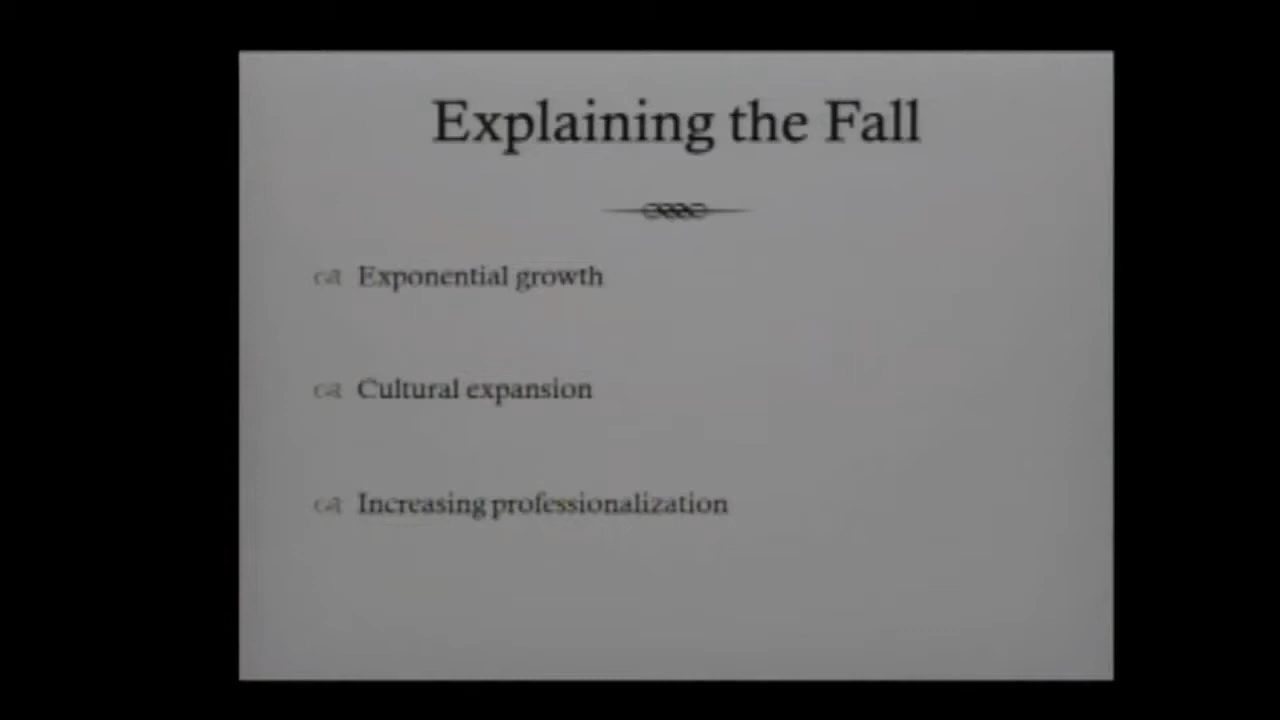 Explaining the Fall
Exponential growth
Cultural expansion
Increasing professionalization